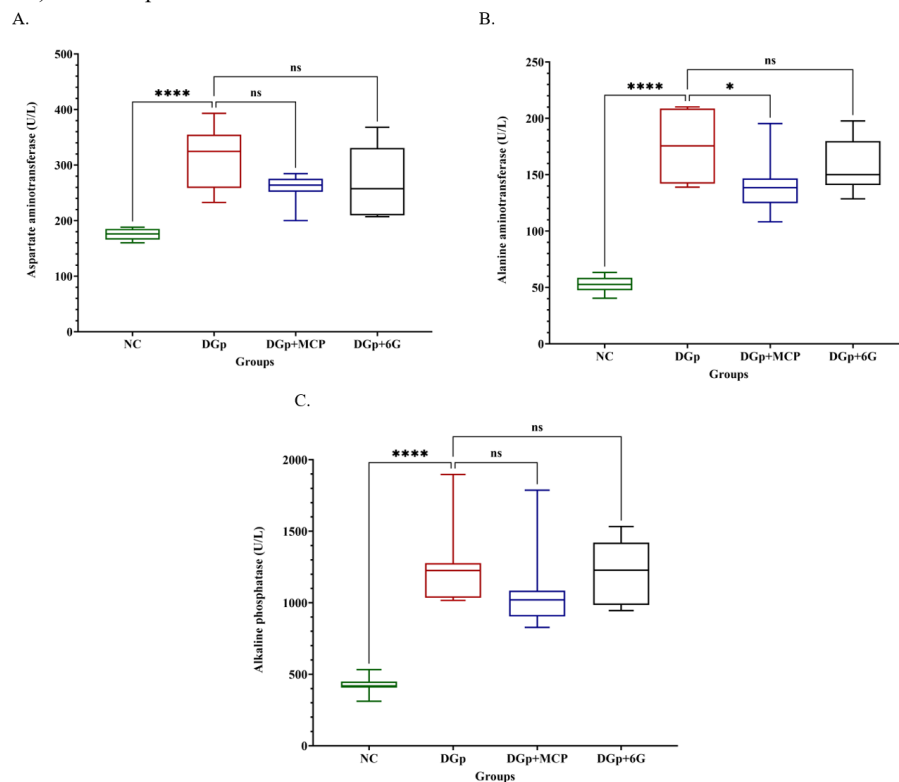 A.
B.
500
400
300
200
100
0
Aspartate aminotransferase (U/L)
ns
****
ns
NC DGp DGp+MCP DGp+6G
Groups
250
200
150
100
50
0
Alanine aminotransferase (U/L)
ns
****
*
NC DGp DGp+MCP DGp+6G
Groups
C.
2000
1500
1000
500
0
Alkaline phosphatase (U/L)
ns
****
ns
NC DGp DGp+MCP DGp+6G
Groups